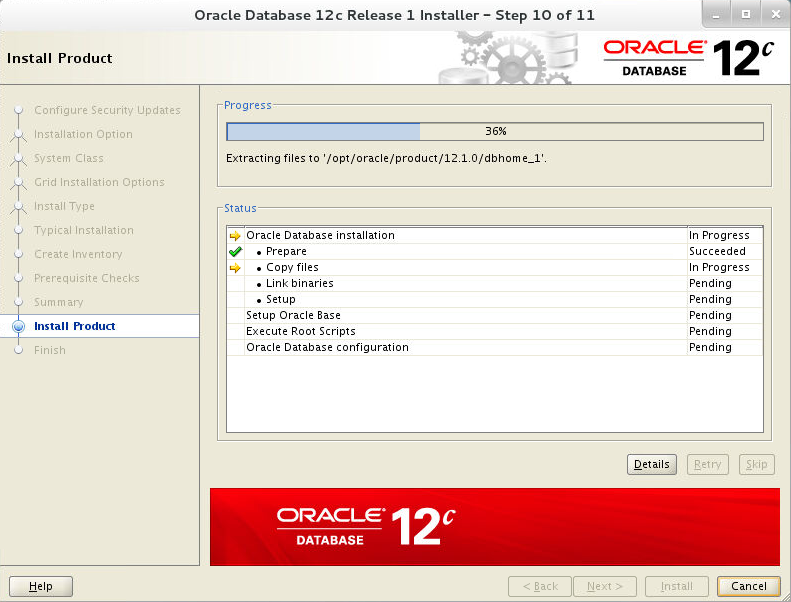 Oracle Database 12c Release 1 Installer – Step 10 of 11
Install Product
ORACLE®
DATABASE
12c
Configure Security Updates
Installation Option
System Class
Grid Installation Options
Install Type
Typical Installation
Create Inventory
Prerequisite Checks
Summary
Install Product
Finish
Progress
36%
Extracting files to '/opt/oracle/product/12.1.0/dbhome_1'.
Status
Oracle Database installation In Progress
• Prepare Succeeded
• Copy files In Progress
• Link binaries Pending
• Setup Pending
Setup Oracle Base Pending
Execute Root Scripts Pending
Oracle Database configuration Pending
Details Retry Skip
ORACLE®
DATABASE
12c
Help < Back Next > Install Cancel